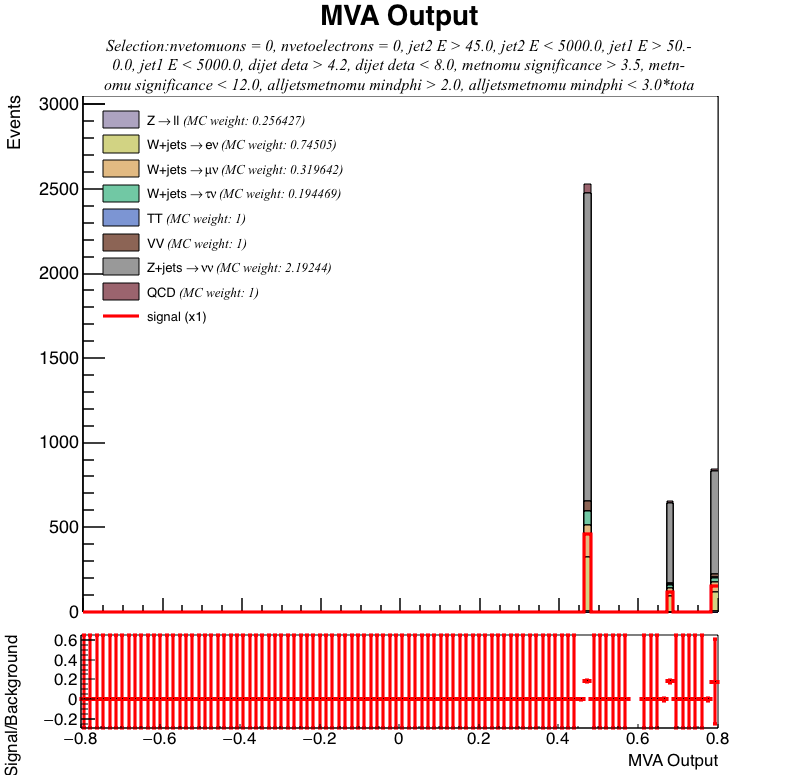 MVA Output
Selection:nvetomuons = 0, nvetoelectrons = 0, jet2 E > 45.0, jet2 E < 5000.0, jet1 E > 50.-
0.0, jet1 E < 5000.0, dijet deta > 4.2, dijet deta < 8.0, metnomu significance > 3.5, metn-
omu significance < 12.0, alljetsmetnomu mindphi > 2.0, alljetsmetnomu mindphi < 3.0*tota
Events
3000
2500
2000
1500
1000
500
0
Z→ll (MC weight: 0.256427)
W+jets→eν (MC weight: 0.74505)
W+jets→μν (MC weight: 0.319642)
W+jets→τν (MC weight: 0.194469)
TT (MC weight: 1)
VV (MC weight: 1)
Z+jets→νν (MC weight: 2.19244)
QCD (MC weight: 1)
signal (x1)
Signal/Background
0.6
0.4
0.2
0
−0.2
−0.8 −0.6 −0.4 −0.2 0 0.2 0.4 0.6 0.8
MVA Output